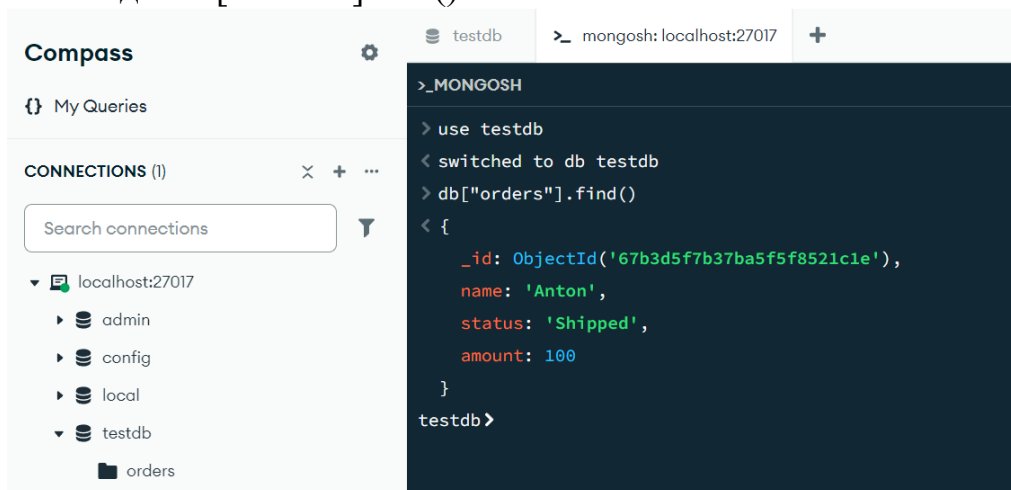 Compass
{} My Queries
CONNECTIONS (1)
Search connections
localhost:27017
admin
config
local
testdb
orders
testdb
>_ mongosh: localhost:27017
>_MONGOSH
> use testdb
< switched to db testdb
> db["orders"].find()
< {
_id: ObjectId('67b3d5f7b37ba5f5f8521c1e'),
name: 'Anton',
status: 'Shipped',
amount: 100
}
testdb>